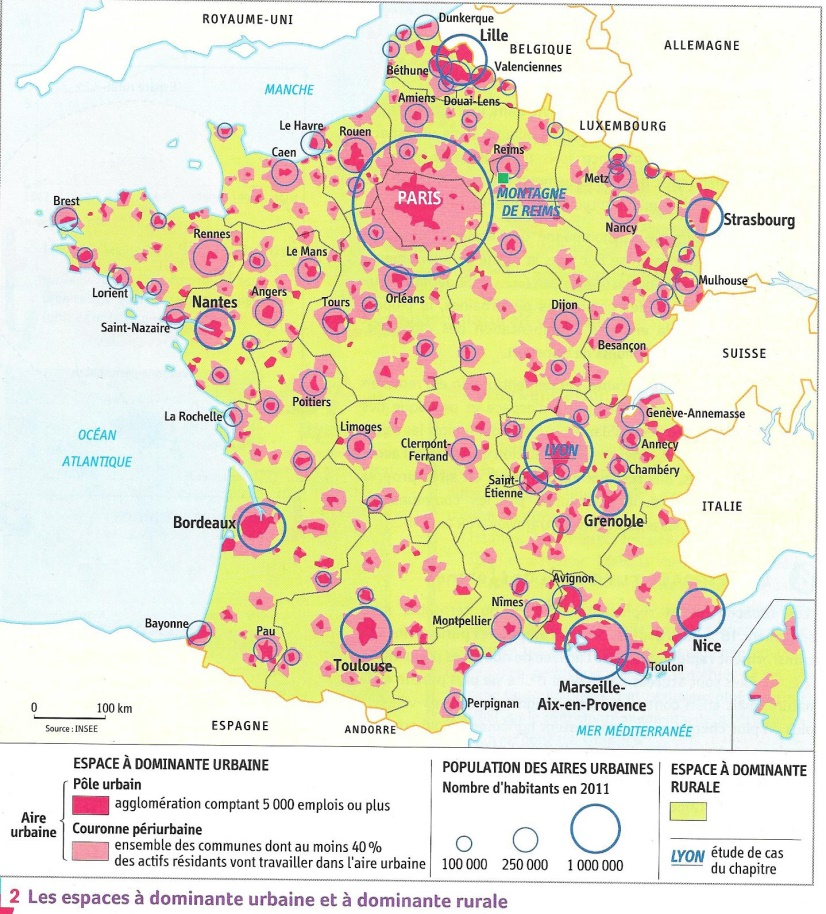 ROYAUME-UNI
Dunkerque
Lille
BELGIQUE
ALLEMAGNE
Béthune
Valenciennes
MANCHE
Amiens
Douai-Lens
LUXEMBOURG
Le Havre
Rouen
Caen
Reims
Metz
PARIS
MONTAGNE
DE REIMS
Brest
Strasbourg
Nancy
Rennes
Le Mans
Lorient
Angers
Orléans
Mulhouse
Nantes
Tours
Dijon
Saint-Nazaire
Besançon
SUISSE
Poitiers
La Rochelle
Genève-Annemasse
Limoges
Clermont-
Ferrand
LYON
Annecy
OCÉAN
ATLANTIQUE
Chambéry
Saint-
Étienne
ITALIE
Bordeaux
Grenoble
Avignon
Nîmes
Bayonne
Pau
Montpellier
Nice
Toulouse
Toulon
Marseille-
Aix-en-Provence
Perpignan
0 100 km
Source : INSEE
ESPAGNE
ANDORRE
MER MÉDITERRANÉE
ESPACE À DOMINANTE URBAINE
Pôle urbain
agglomération comptant 5 000 emplois ou plus
Aire
urbaine
Couronne périurbaine
ensemble des communes dont au moins 40 %
des actifs résidants vont travailler dans l'aire urbaine
POPULATION DES AIRES URBAINES
Nombre d'habitants en 2011
100 000 250 000 1 000 000
ESPACE À DOMINANTE
RURALE
LYON étude de cas
du chapitre
2 Les espaces à dominante urbaine et à dominante rurale